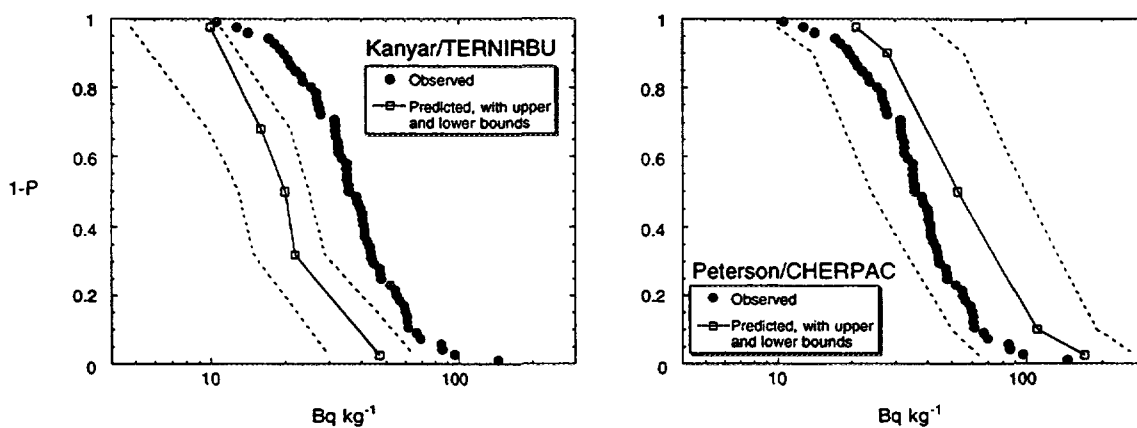 1
0.8
0.6
0.4
0.2
0
1-P
10
100
Bq kg-1
Kanyar/TERNIRBU
Observed
Predicted, with upper
and lower bounds
1
0.8
0.6
0.4
0.2
0
10
100
Bq kg-1
Peterson/CHERPAC
Observed
Predicted, with upper
and lower bounds